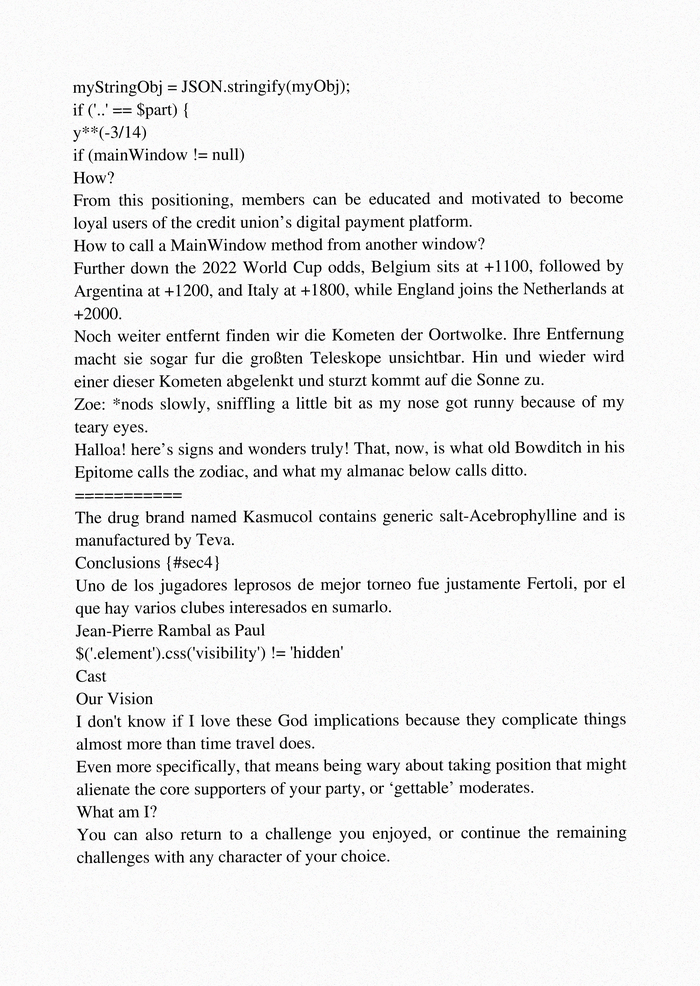 myStringObj = JSON.stringify(myObj);
if ('..' == $part) {
y**(-3/14)
if (mainWindow != null)
How?
From this positioning, members can be educated and motivated to become
loyal users of the credit union’s digital payment platform.
How to call a MainWindow method from another window?
Further down the 2022 World Cup odds, Belgium sits at +1100, followed by
Argentina at +1200, and Italy at +1800, while England joins the Netherlands at
+2000.
Noch weiter entfernt finden wir die Kometen der Oortwolke. Ihre Entfernung
macht sie sogar fur die großten Teleskope unsichtbar. Hin und wieder wird
einer dieser Kometen abgelenkt und sturzt kommt auf die Sonne zu.
Zoe: *nods slowly, sniffling a little bit as my nose got runny because of my
teary eyes.
Halloa! here’s signs and wonders truly! That, now, is what old Bowditch in his
Epitome calls the zodiac, and what my almanac below calls ditto.
===========
The drug brand named Kasmucol contains generic salt-Acebrophylline and is
manufactured by Teva.
Conclusions {#sec4}
Uno de los jugadores leprosos de mejor torneo fue justamente Fertoli, por el
que hay varios clubes interesados en sumarlo.
Jean-Pierre Rambal as Paul
$('.element').css('visibility') != 'hidden'
Cast
Our Vision
I don't know if I love these God implications because they complicate things
almost more than time travel does.
Even more specifically, that means being wary about taking position that might
alienate the core supporters of your party, or ‘gettable’ moderates.
What am I?
You can also return to a challenge you enjoyed, or continue the remaining
challenges with any character of your choice.